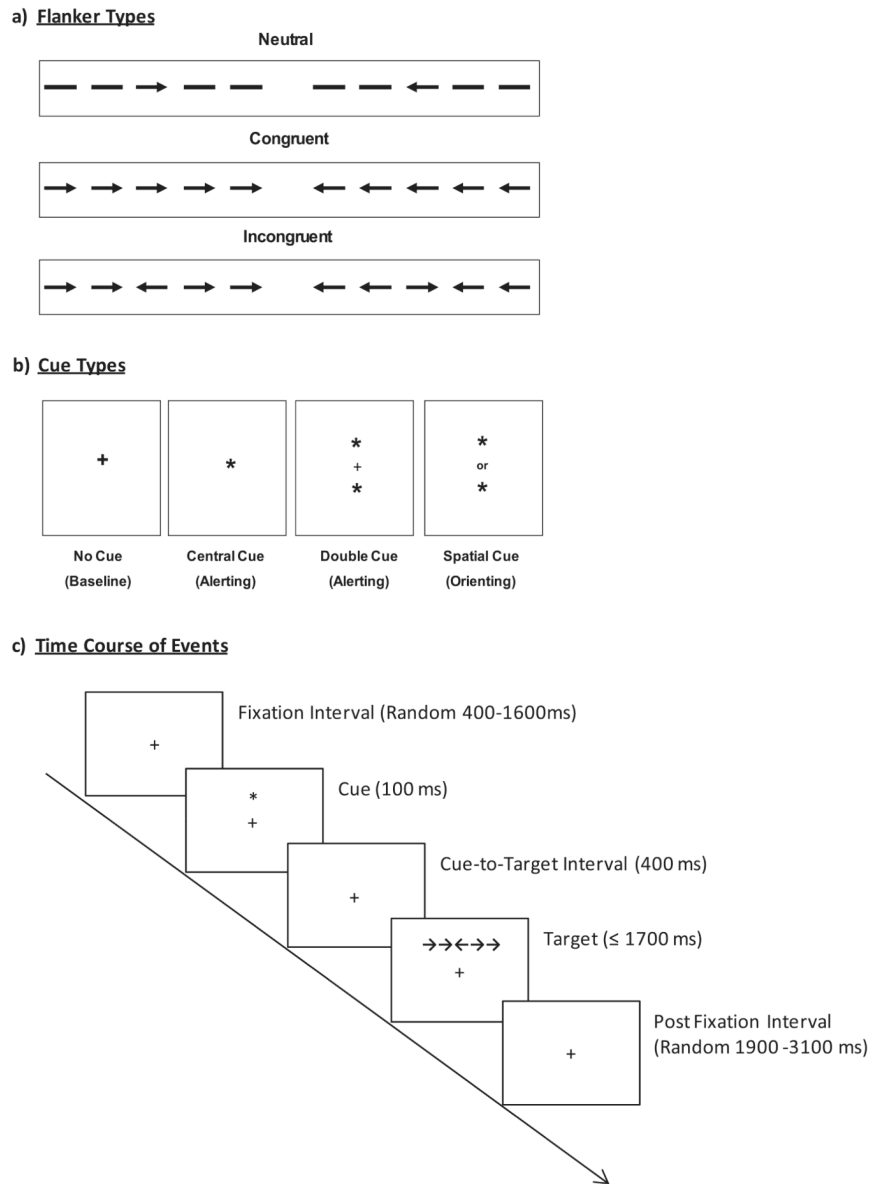 a) Flanker Types
Neutral
Congruent
Incongruent
b) Cue Types
+ * * + * * or *
No Cue Central Cue Double Cue Spatial Cue
(Baseline) (Alerting) (Alerting) (Orienting)
c) Time Course of Events
Fixation Interval (Random 400-1600ms)
+
Cue (100 ms)
*
+
Cue-to-Target Interval (400 ms)
+
Target (≤ 1700 ms)
→→←→→
+
Post Fixation Interval
(Random 1900 -3100 ms)
+